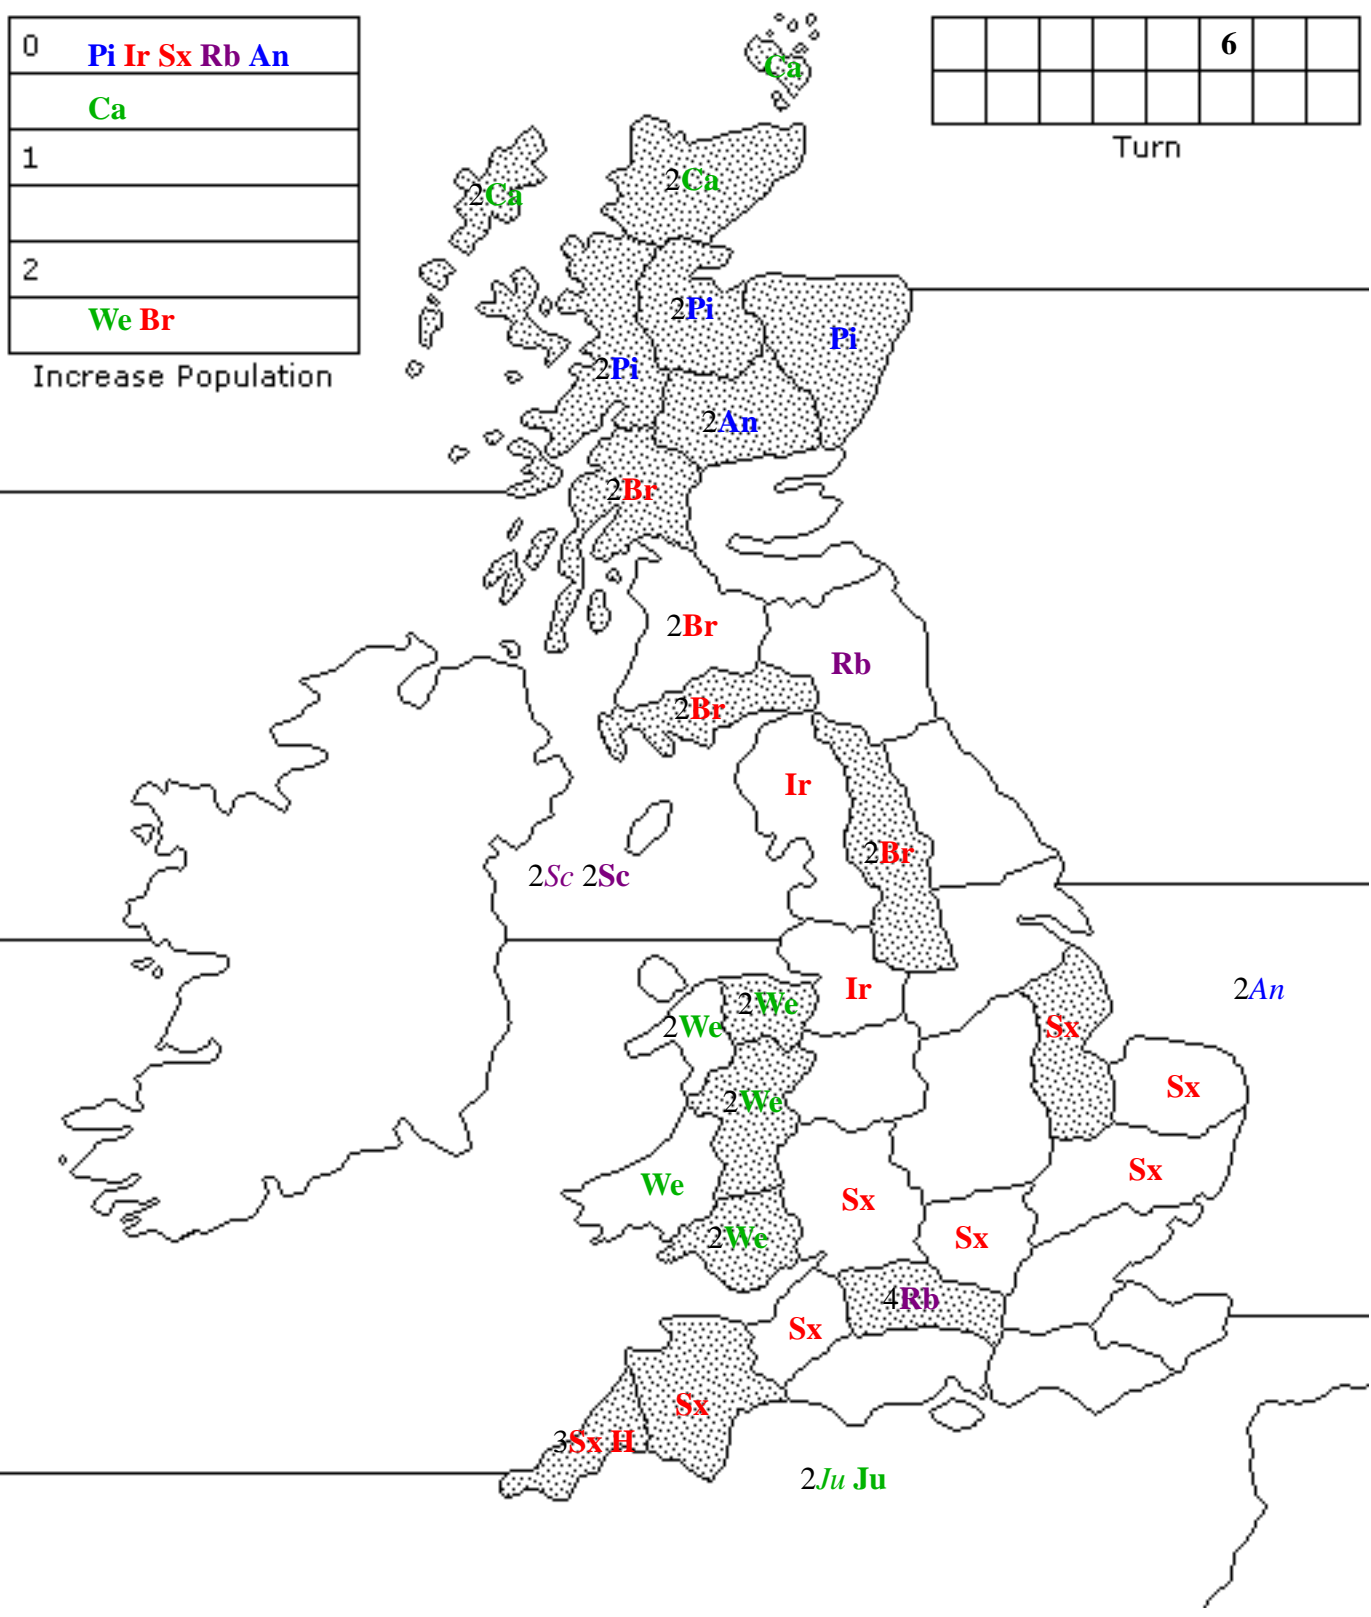 0 Pi Ir Sx Rb An
Ca
1
2
We Br
Increase Population
6
Turn
Ca
2Ca
2Ca
2Pi
Pi
2Pi
2An
2Br
2Br
Rb
2Br
Ir
2Br
2Sc 2Sc
Ir
2An
2We
2We
Sx
Sx
2We
Sx
We
Sx
2We
Sx
4Rb
Sx
Sx
3Sx H
2Ju Ju